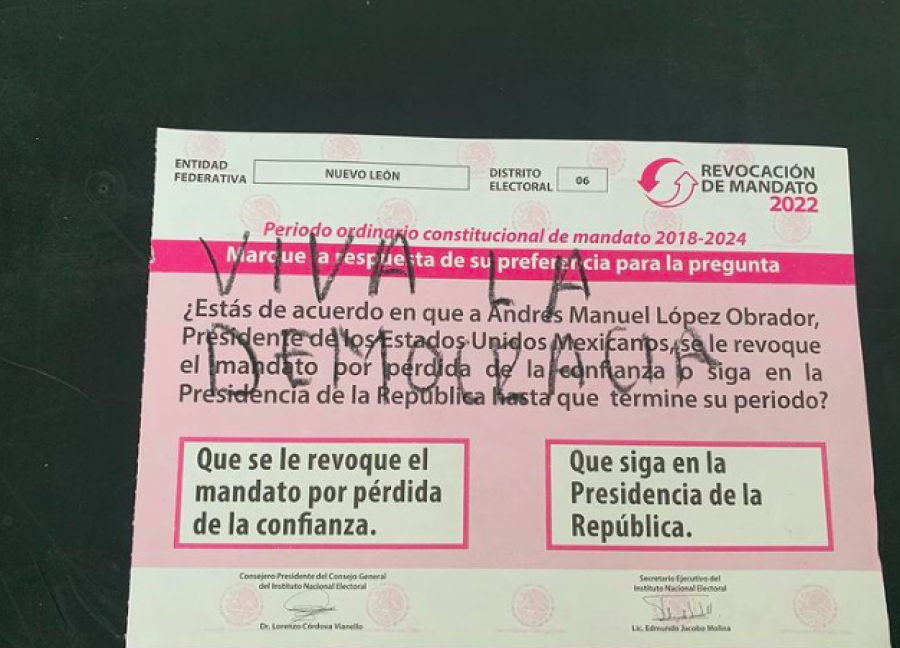 ENTIDAD
FEDERATIVA
NUEVO LEÓN
DISTRITO
ELECTORAL
06
REVOCACIÓN
DE MANDATO
2022
Periodo ordinario constitucional de mandato 2018-2024
Marque la respuesta de su preferencia para la pregunta
VIVA LA
DEMOCRACIA
¿Estás de acuerdo en que a Andrés Manuel López Obrador,
Presidente de los Estados Unidos Mexicanos, se le revoque
el mandato por pérdida de la confianza o siga en la
Presidencia de la República hasta que termine su periodo?
Que se le revoque el
mandato por pérdida
de la confianza.
Que siga en la
Presidencia de la
República.
Consejero Presidente del Consejo General
del Instituto Nacional Electoral
Dr. Lorenzo Córdova Vianello
Secretario Ejecutivo del
Instituto Nacional Electoral
Lic. Edmundo Jacobo Molina